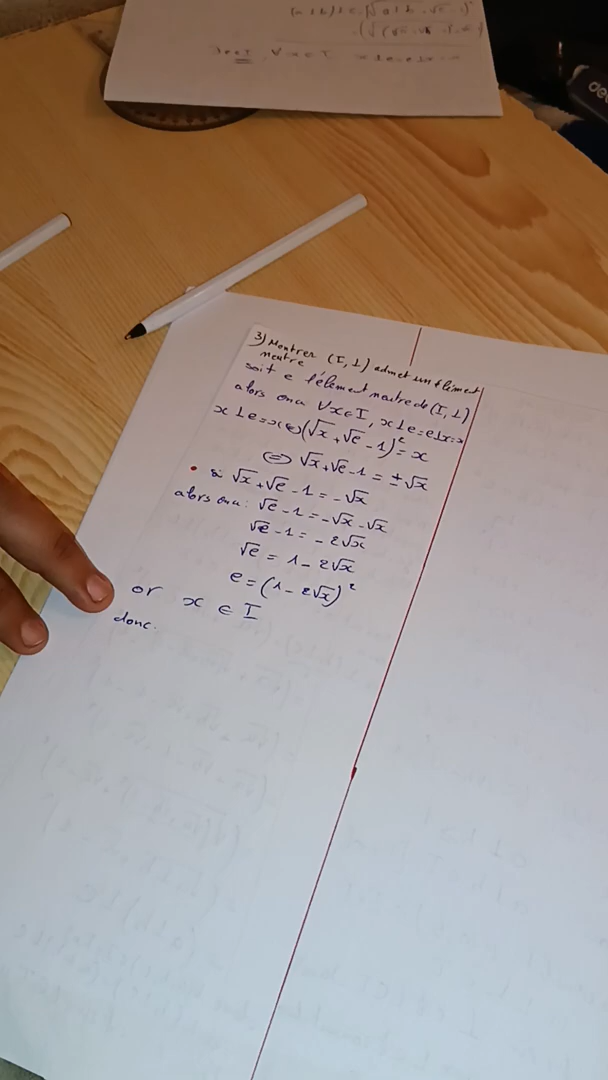 ∀x∈I
3) Montrer (I,⊥) admet un élément
neutre
soit e l'élement neutre de (I,⊥)
alors on a ∀x∈I, x⊥e=e⊥x=x
x⊥e=x⇔(√x+√e-1)²=x
⇔ √x+√e-1=±√x
• si √x+√e-1=-√x
alors on a: √e-1=-√x-√x
√e-1=-2√x
√e=1-2√x
e=(1-2√x)²
or x∈I
donc.